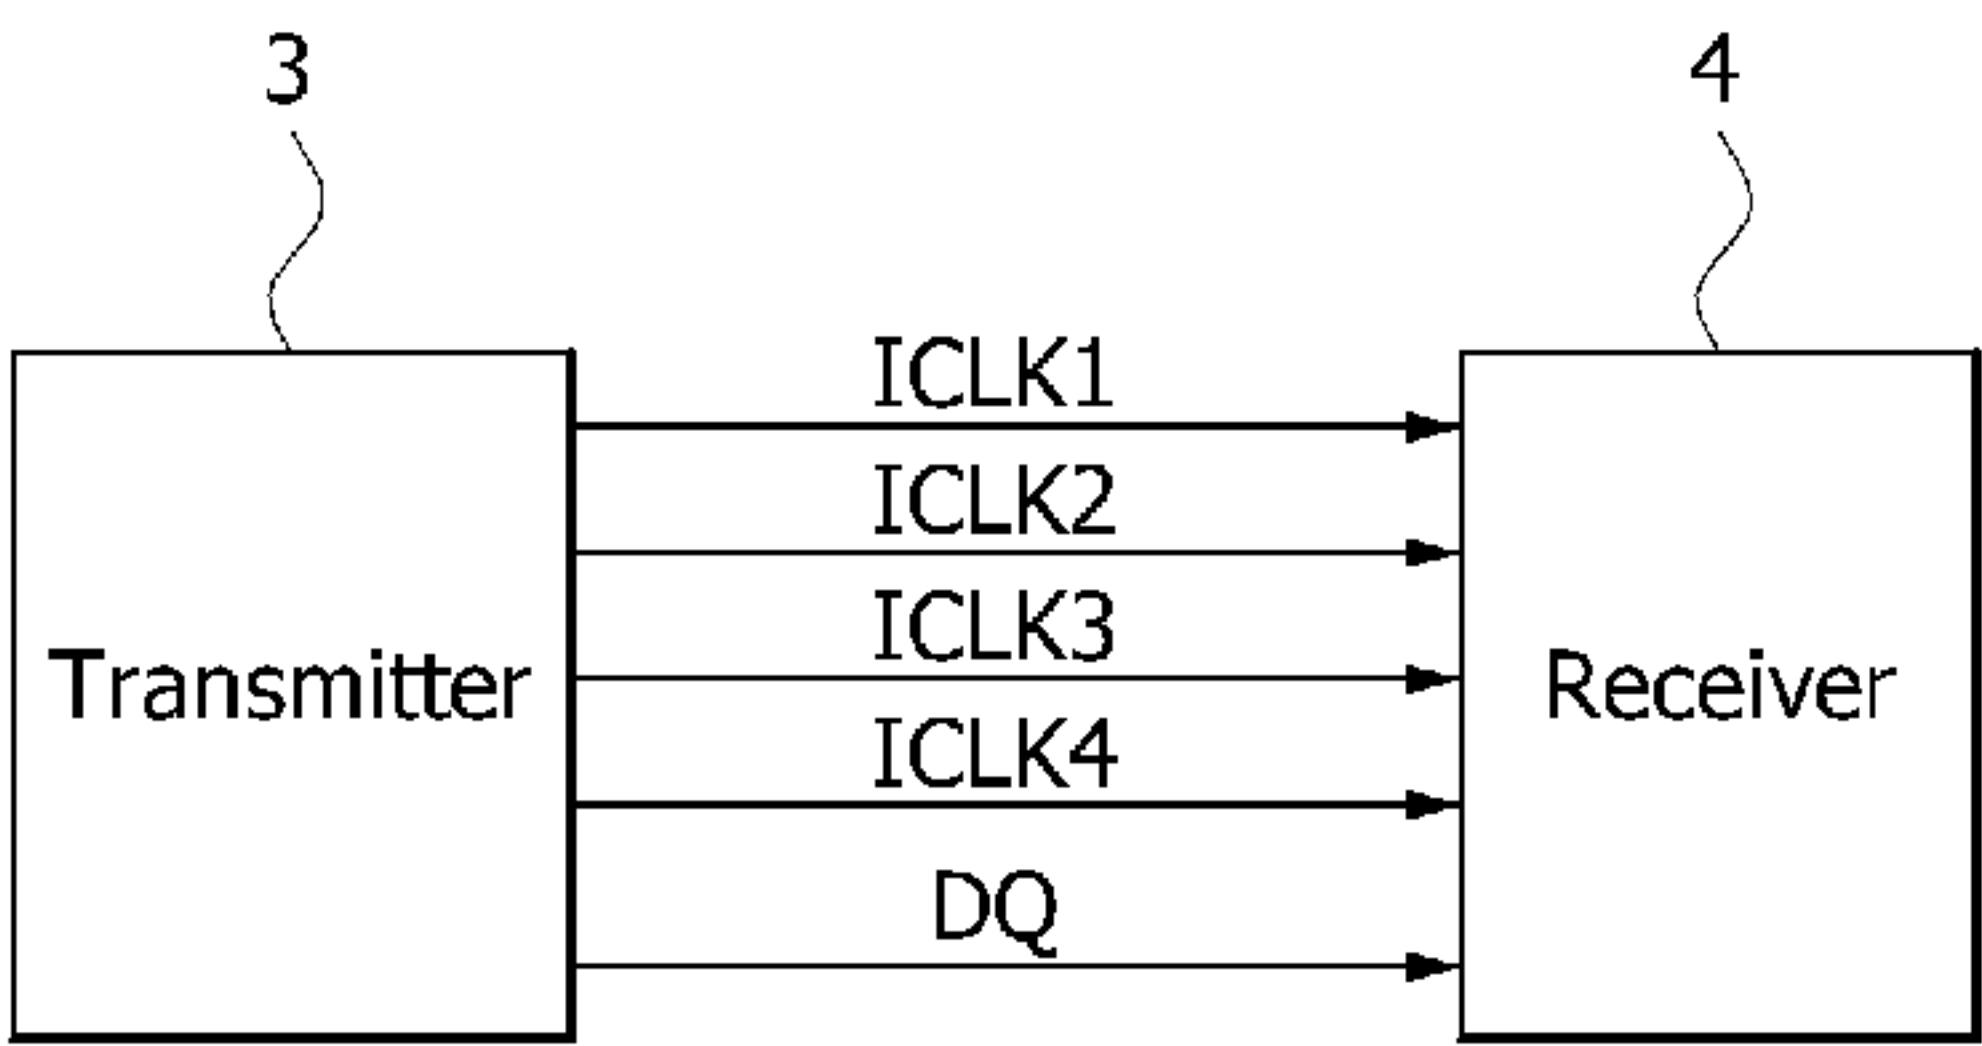 3
4
ICLK1
ICLK2
ICLK3
Transmitter
Receiver
ICLK4
DQ